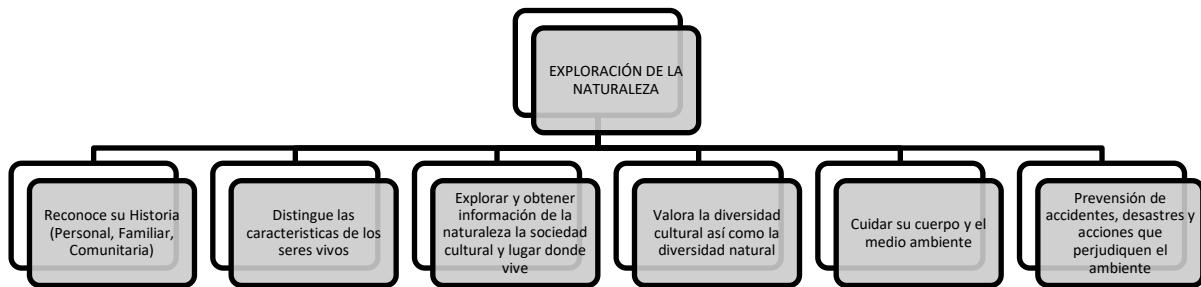 EXPLORACIÓN DE LA
NATURALEZA
Reconoce su Historia
(Personal, Familiar,
Comunitaria)
Distingue las
caracteristicas de los
seres vivos
Explorar y obtener
información de la
naturaleza la sociedad
cultural y lugar donde
vive
Valora la diversidad
cultural así como la
diversidad natural
Cuidar su cuerpo y el
medio ambiente
Prevención de
accidentes, desastres y
acciones que
perjudiquen el
ambiente